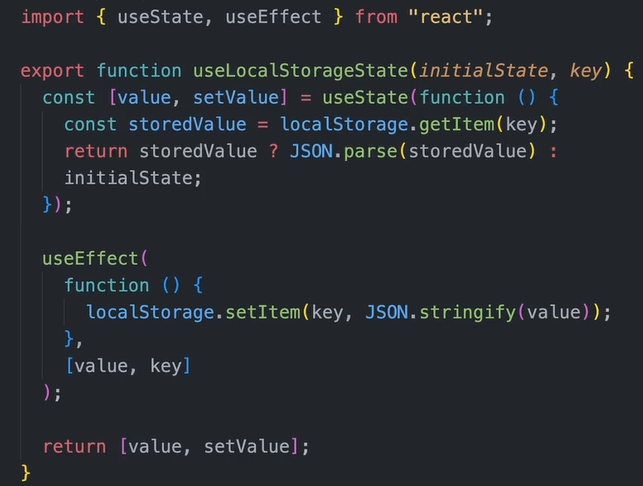 import { useState, useEffect } from "react";
export function useLocalStorageState(initialState, key) {
const [value, setValue] = useState(function () {
const storedValue = localStorage.getItem(key);
return storedValue ? JSON.parse(storedValue) :
initialState;
});
useEffect(
function () {
localStorage.setItem(key, JSON.stringify(value));
},
[value, key]
);
return [value, setValue];
}